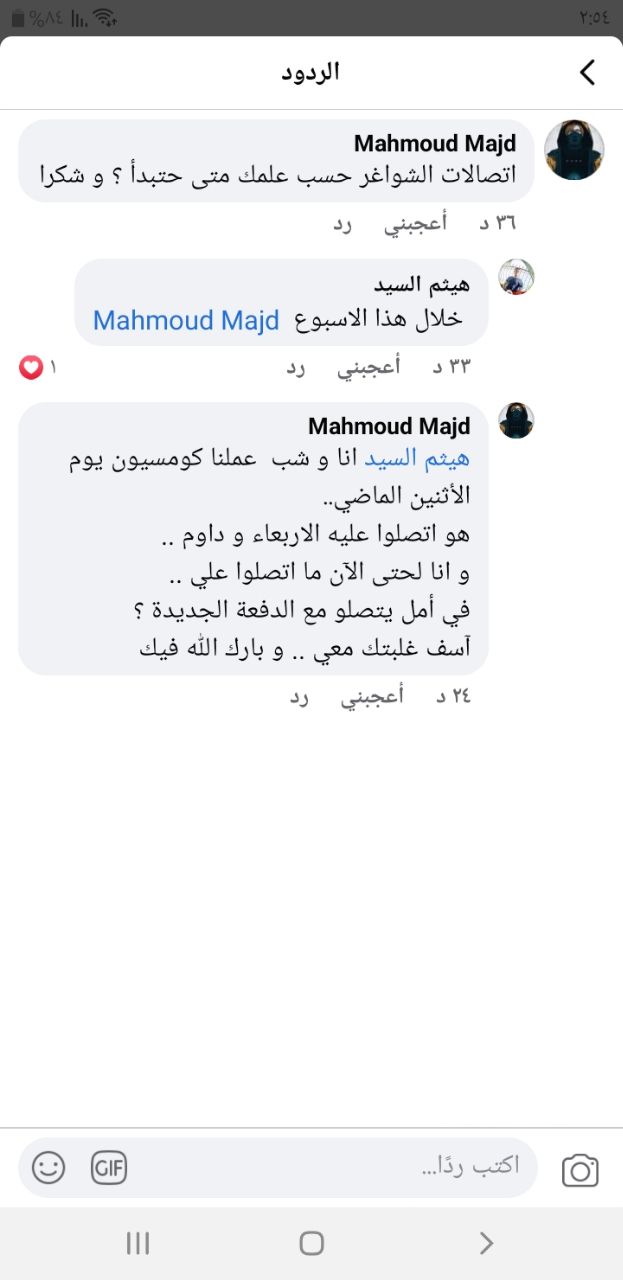 ٢:٥٤
%٨٤
الردود
Mahmoud Majd
اتصالات الشواغر حسب علمك متى حتبدأ ؟ و شكرا
٣٦ د أعجبني رد
هيثم السيد
خلال هذا الاسبوع Mahmoud Majd
٣٣ د أعجبني رد ١
Mahmoud Majd
هيثم السيد انا و شب عملنا كومسيون يوم
الأثنين الماضي..
هو اتصلوا عليه الاربعاء و داوم ..
و انا لحتى الآن ما اتصلوا علي ..
في أمل يتصلو مع الدفعة الجديدة ؟
آسف غلبتك معي .. و بارك الله فيك
٢٤ د أعجبني رد
اكتب ردًا...
GIF